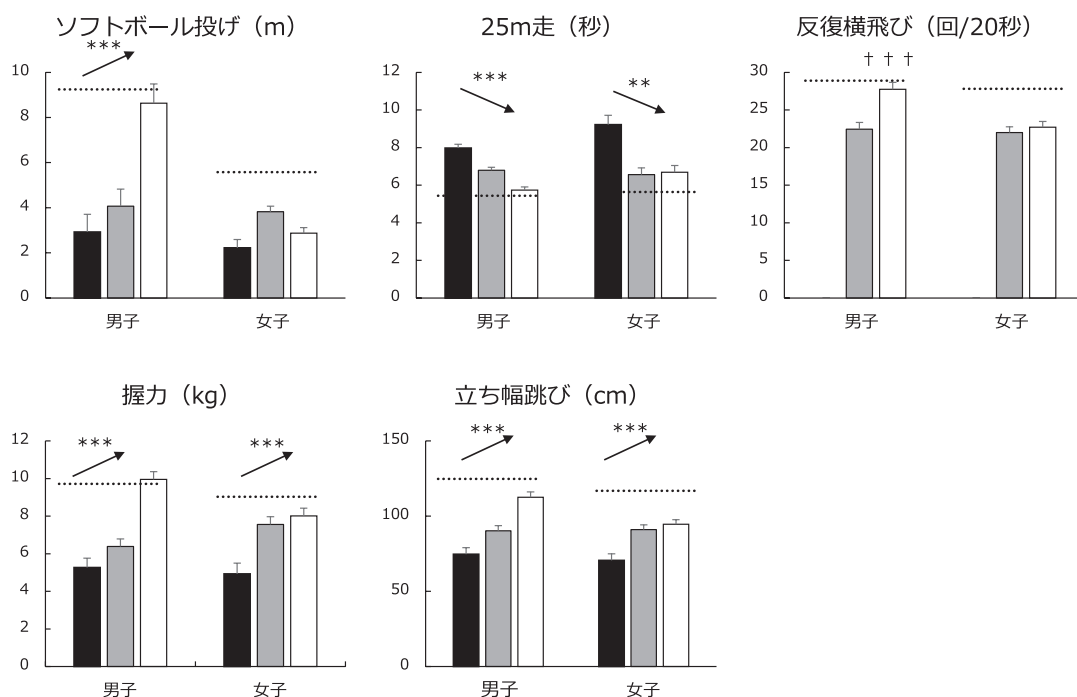 ソフトボール投げ（m）
***
10
8
6
4
2
0
男子
女子
25m走（秒）
***
**
12
10
8
6
4
2
0
男子
女子
反復横飛び（回/20秒）
† † †
30
25
20
15
10
5
0
男子
女子
握力（kg）
***
***
12
10
8
6
4
2
0
男子
女子
立ち幅跳び（cm）
***
***
150
100
50
0
男子
女子